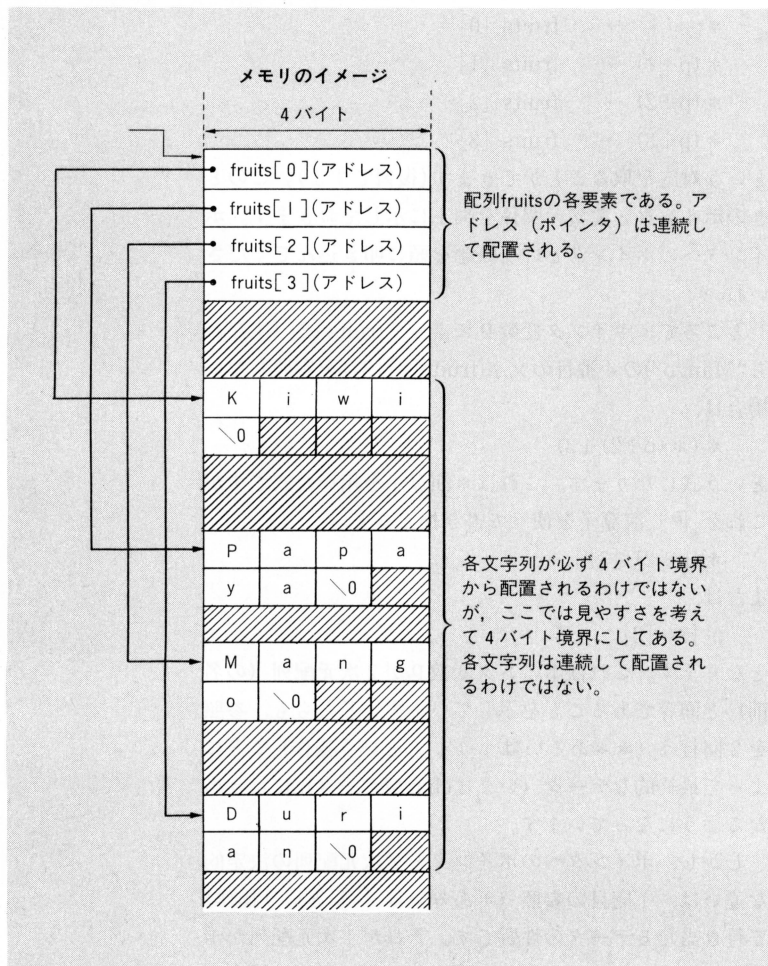 メモリのイメージ
4バイト
fruits[0](アドレス)
fruits[1](アドレス)
fruits[2](アドレス)
fruits[3](アドレス)
配列fruitsの各要素である。ア
ドレス(ポインタ)は連続し
て配置される。
K i w i
\0
P a p a
y a \0
M a n g
o \0
D u r i
a n \0
各文字列が必ず4バイト境界
から配置されるわけではない
が,ここでは見やすさを考え
て4バイト境界にしてある。
各文字列は連続して配置され
るわけではない。